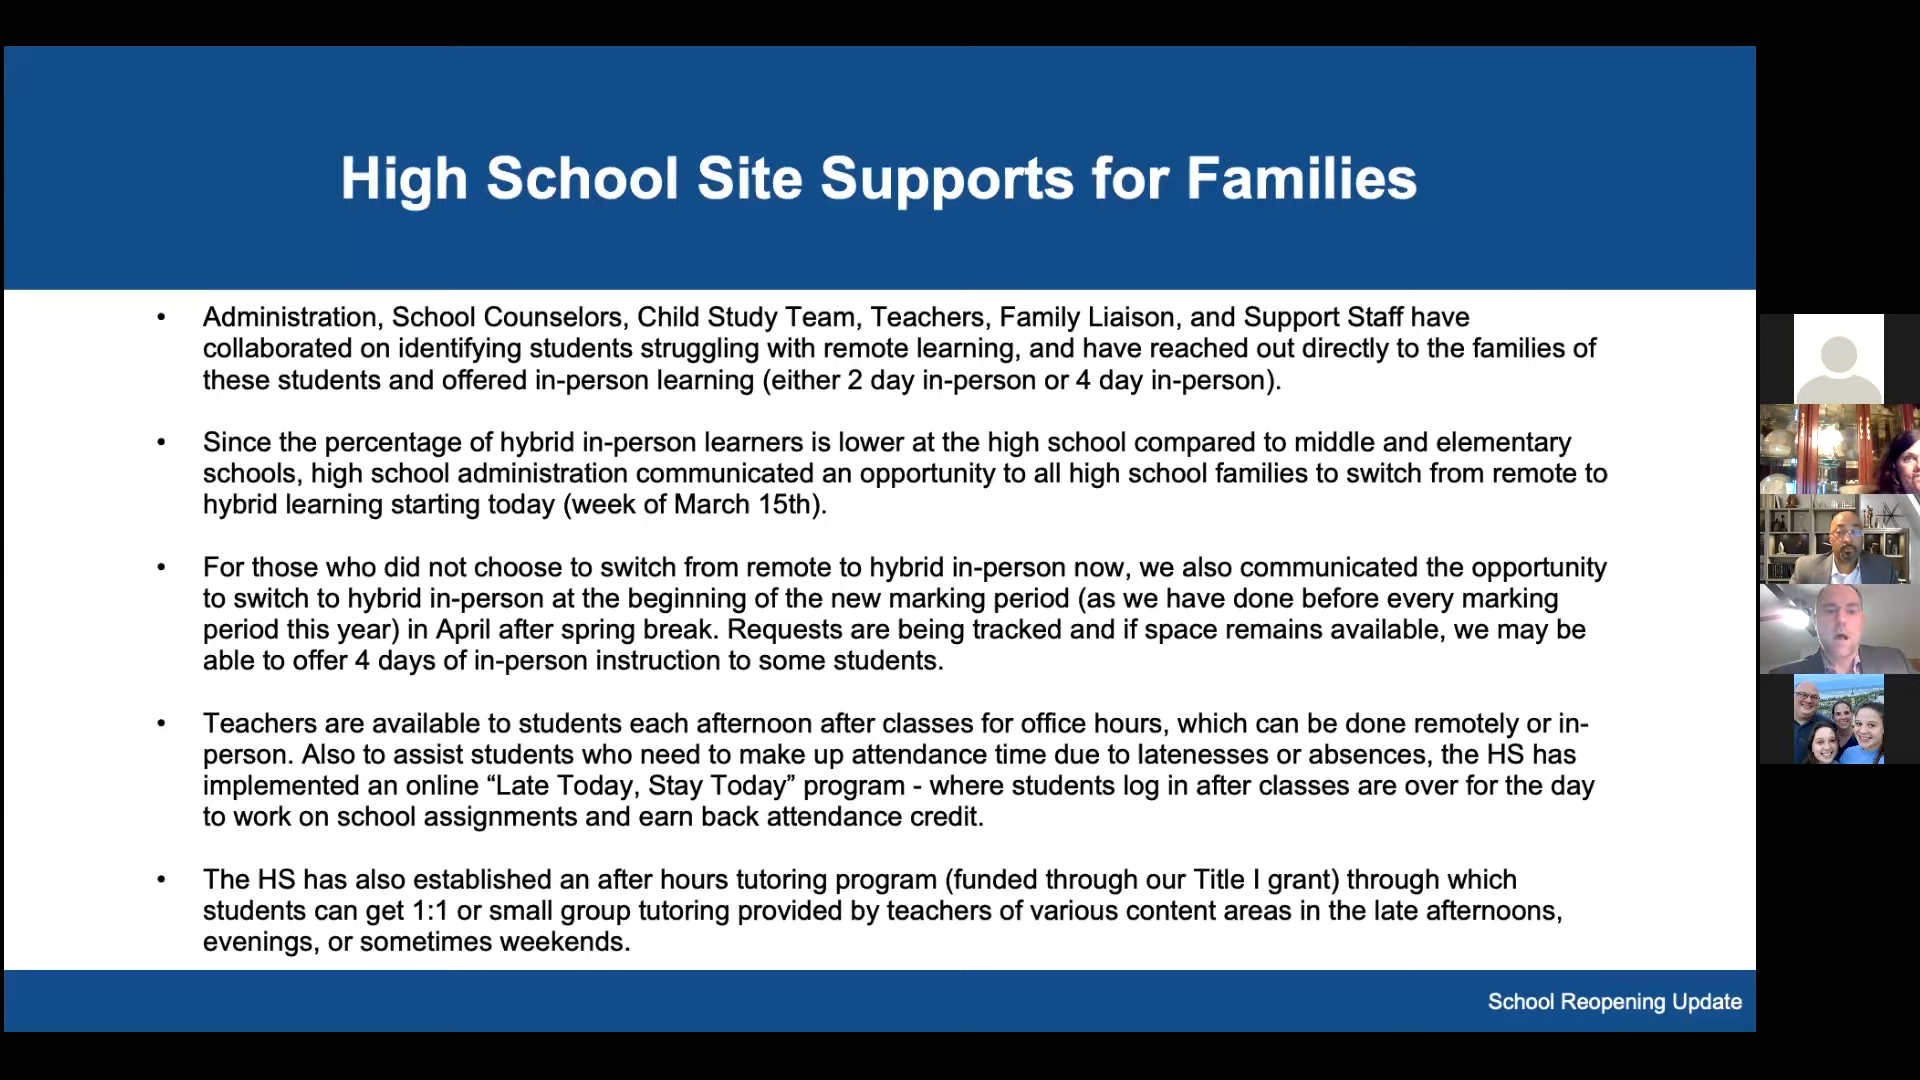 High School Site Supports for Families
• Administration, School Counselors, Child Study Team, Teachers, Family Liaison, and Support Staff have
collaborated on identifying students struggling with remote learning, and have reached out directly to the families of
these students and offered in-person learning (either 2 day in-person or 4 day in-person).
• Since the percentage of hybrid in-person learners is lower at the high school compared to middle and elementary
schools, high school administration communicated an opportunity to all high school families to switch from remote to
hybrid learning starting today (week of March 15th).
• For those who did not choose to switch from remote to hybrid in-person now, we also communicated the opportunity
to switch to hybrid in-person at the beginning of the new marking period (as we have done before every marking
period this year) in April after spring break. Requests are being tracked and if space remains available, we may be
able to offer 4 days of in-person instruction to some students.
• Teachers are available to students each afternoon after classes for office hours, which can be done remotely or in-
person. Also to assist students who need to make up attendance time due to latenesses or absences, the HS has
implemented an online “Late Today, Stay Today” program - where students log in after classes are over for the day
to work on school assignments and earn back attendance credit.
• The HS has also established an after hours tutoring program (funded through our Title I grant) through which
students can get 1:1 or small group tutoring provided by teachers of various content areas in the late afternoons,
evenings, or sometimes weekends.
School Reopening Update